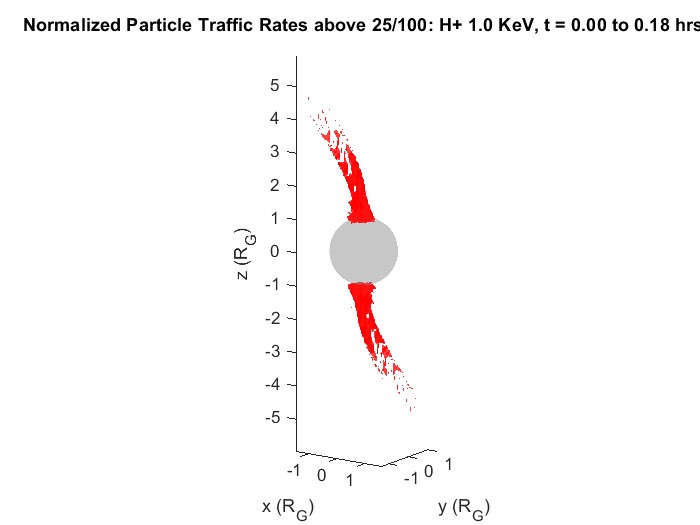 Normalized Particle Traffic Rates above 25/100: H+ 1.0 KeV, t = 0.00 to 0.18 hrs
5
4
3
2
1
0
-1
-2
-3
-4
-5
z (R_G)
-1 0 1
-1 0 1
x (R_G)
y (R_G)